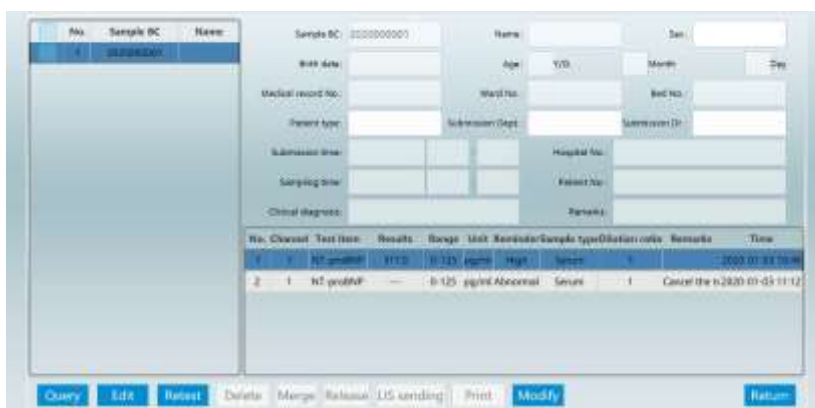 No. Sample BC Name
1
Sample BC: 2020000001 Name: Sex:
Birth date: Age: Y/O. Month Day
Medical record No.: Ward No. Bed No.
Patient type: Submission Dept. Submission Dr.
Submission time: Hospital No.
Sampling time: Patient No.
Clinical diagnosis: Remarks:
No. Channel Test item Results Range Unit Reminder Sample type Dilution ratio Remarks Time
1 1 NT-proBNP 0-125 pg/ml High Serum 1
2 1 NT-proBNP --- 0-125 pg/ml Abnormal Serum 1 Cancel the 2020-01-03 11:12
Query Edit Retest Delete Merge Release LIS sending Print Modify Return